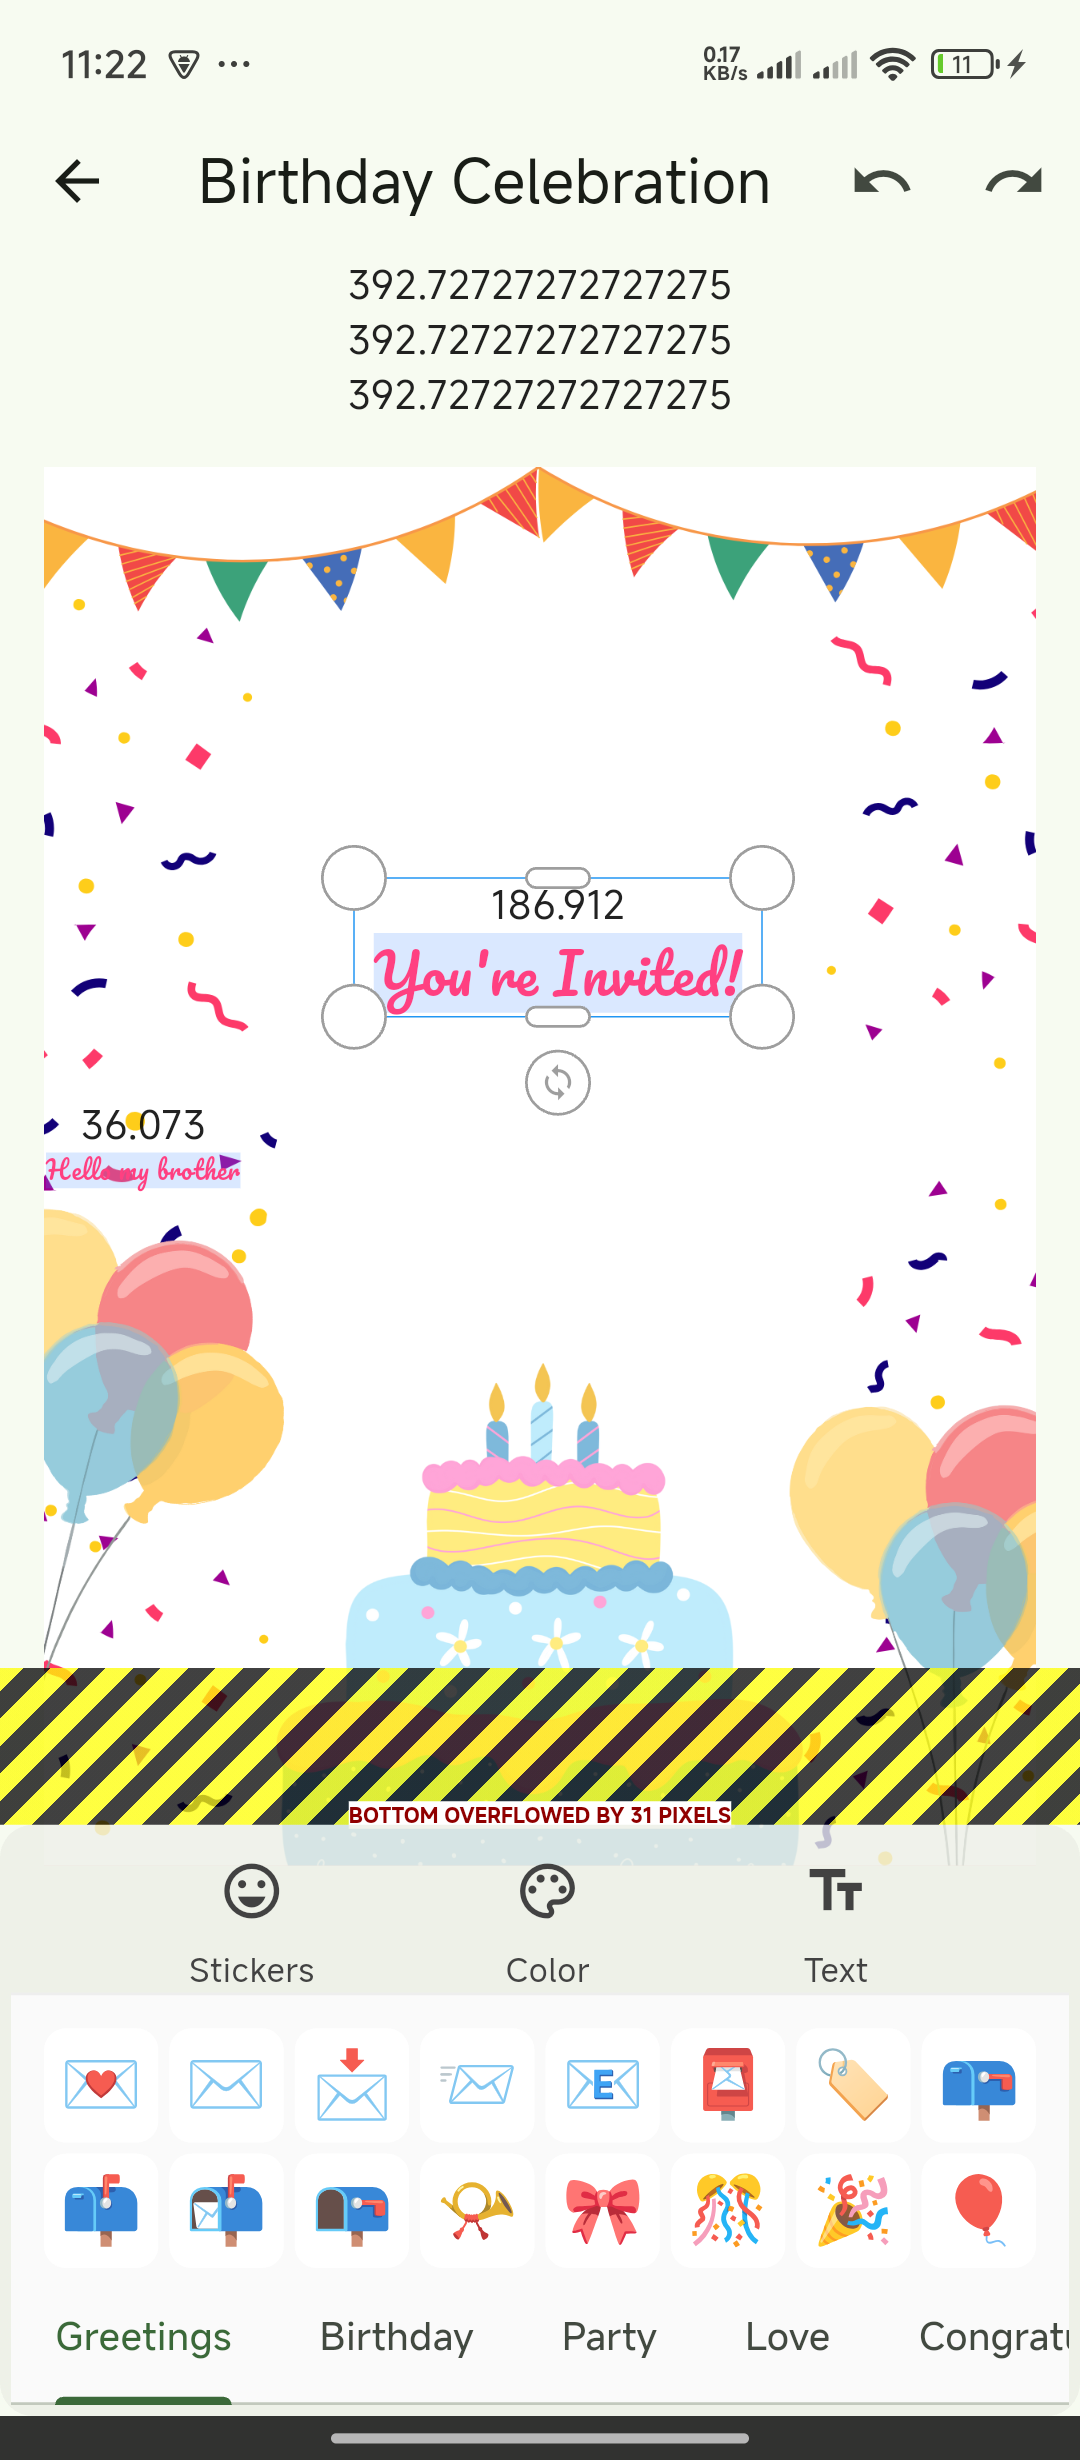 11:22
0.17
KB/s
11
Birthday Celebration
392.72727272727275
392.72727272727275
392.72727272727275
186.912
You're Invited!
36.073
Hello my brother
BOTTOM OVERFLOWED BY 31 PIXELS
Stickers
Color
Text
E
Greetings
Birthday
Party
Love
Congratu